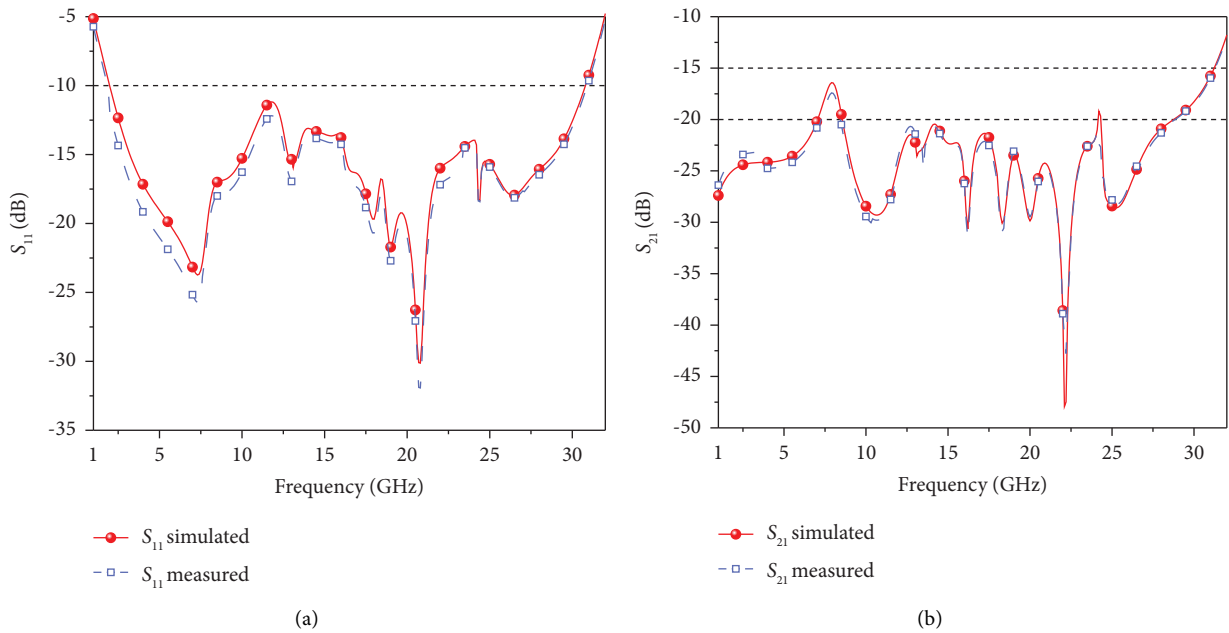 -5
-10
-15
-20
-25
-30
-35
S11 (dB)
1 5 10 15 20 25 30
Frequency (GHz)
S11 simulated
S11 measured
(a)
-10
-15
-20
-25
-30
-35
-40
-45
-50
S21 (dB)
1 5 10 15 20 25 30
Frequency (GHz)
S21 simulated
S21 measured
(b)